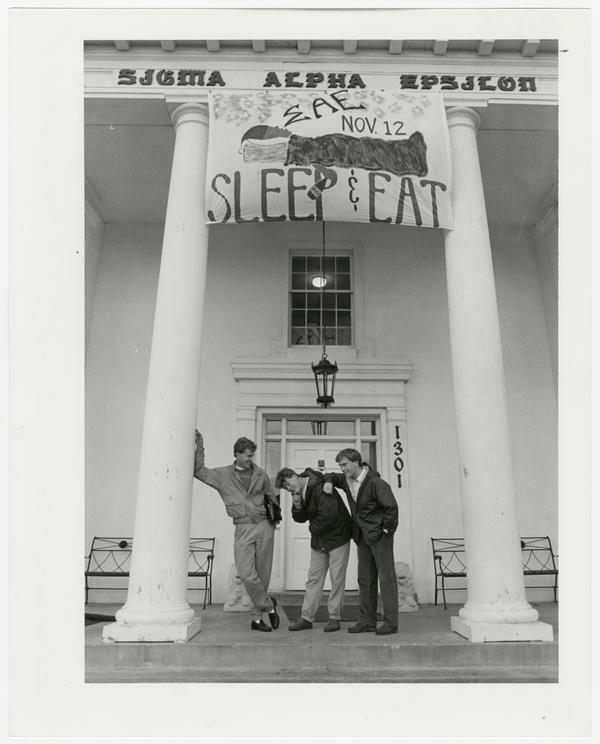 SIGMA ALPHA EPSILON
ΣAE
NOV. 12
SLEEP & EAT
1301